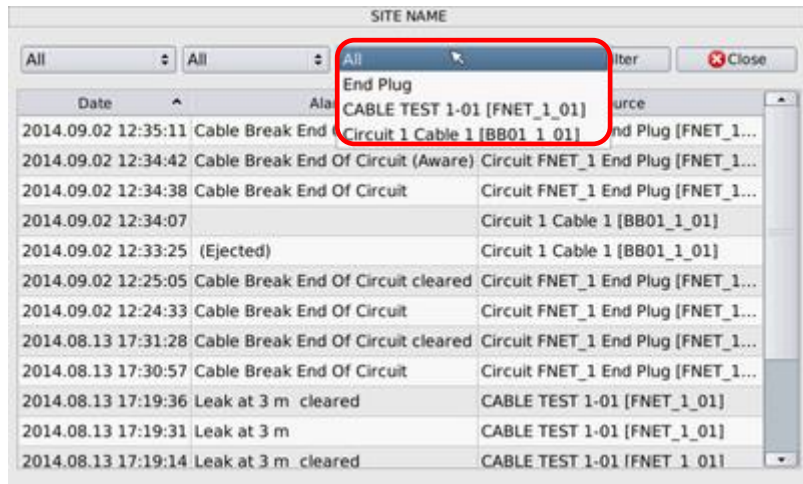 SITE NAME
All All All ilter Close
End Plug
CABLE TEST 1-01 [FNET_1_01]
Circuit 1 Cable 1 [BB01_1_01]
Date Ala urce
2014.09.02 12:35:11 Cable Break End nd Plug [FNET_1...
2014.09.02 12:34:42 Cable Break End Of Circuit (Aware) Circuit FNET_1 End Plug [FNET_1...
2014.09.02 12:34:38 Cable Break End Of Circuit Circuit FNET_1 End Plug [FNET_1...
2014.09.02 12:34:07 Circuit 1 Cable 1 [BB01_1_01]
2014.09.02 12:33:25 (Ejected) Circuit 1 Cable 1 [BB01_1_01]
2014.09.02 12:25:05 Cable Break End Of Circuit cleared Circuit FNET_1 End Plug [FNET_1...
2014.09.02 12:24:33 Cable Break End Of Circuit Circuit FNET_1 End Plug [FNET_1...
2014.08.13 17:31:28 Cable Break End Of Circuit cleared Circuit FNET_1 End Plug [FNET_1...
2014.08.13 17:30:57 Cable Break End Of Circuit Circuit FNET_1 End Plug [FNET_1...
2014.08.13 17:19:36 Leak at 3 m cleared CABLE TEST 1-01 [FNET_1_01]
2014.08.13 17:19:31 Leak at 3 m CABLE TEST 1-01 [FNET_1_01]
2014.08.13 17:19:14 Leak at 3 m cleared CABLE TEST 1-01 [FNET_1_01]